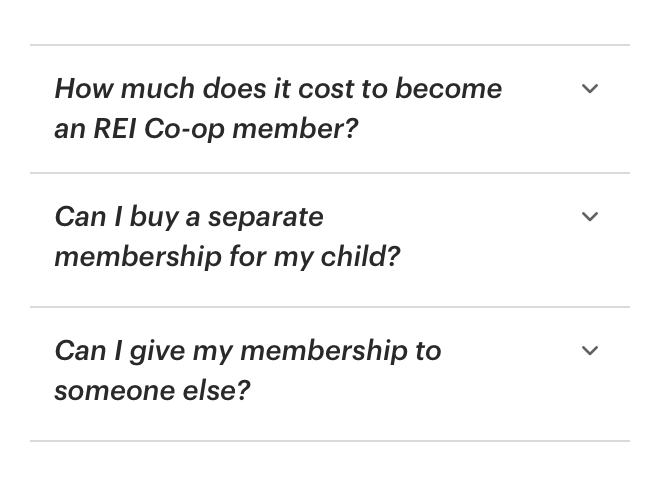 How much does it cost to become
an REI Co-op member?
Can I buy a separate
membership for my child?
Can I give my membership to
someone else?